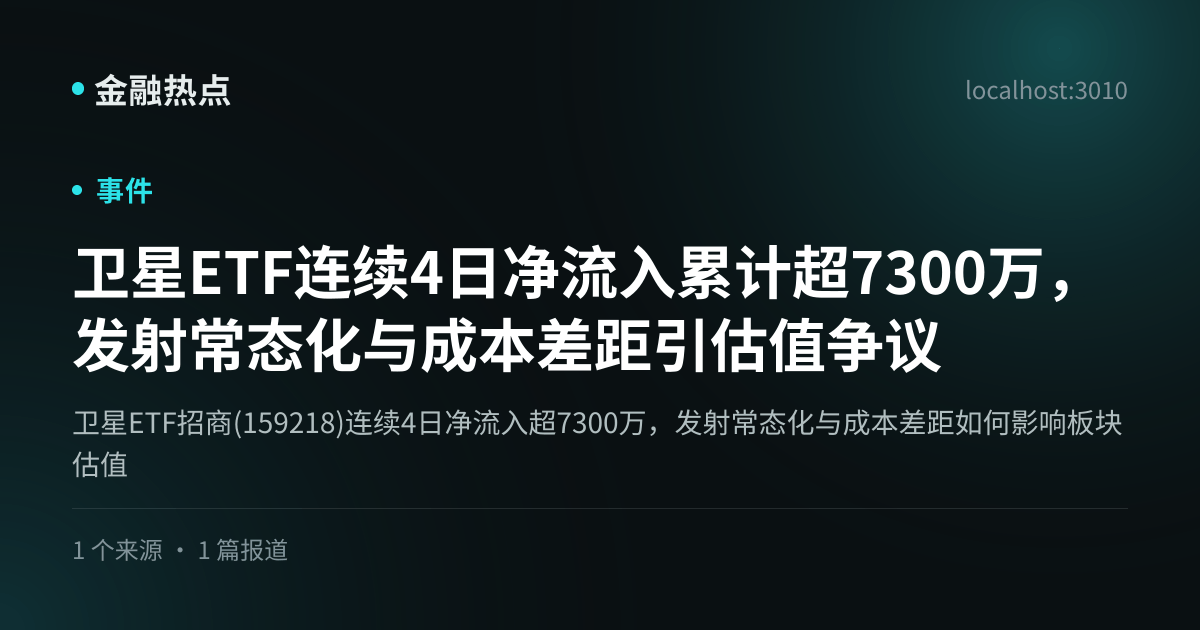 金融热点
localhost:3010
事件
卫星ETF连续4日净流入累计超7300万，
发射常态化与成本差距引估值争议
卫星ETF招商(159218)连续4日净流入超7300万，发射常态化与成本差距如何影响板块
估值
1 个来源 · 1 篇报道